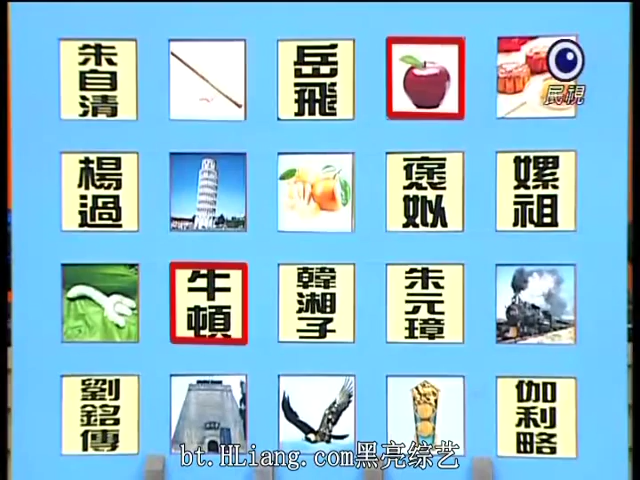 朱自清
岳飛
民視
楊過
褒姒
嫘祖
牛頓
韓湘子
朱元璋
劉銘傳
伽利略
bt.HLiang.com黑亮综艺